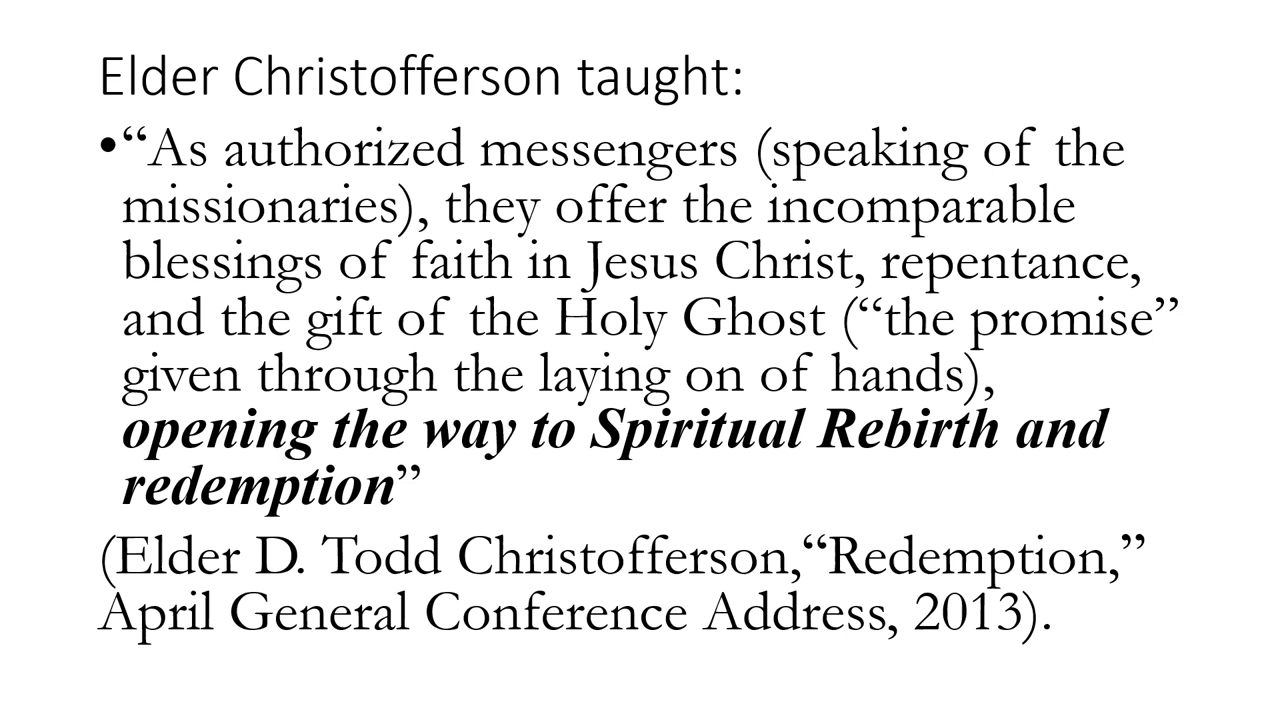 Elder Christofferson taught:
•“As authorized messengers (speaking of the
missionaries), they offer the incomparable
blessings of faith in Jesus Christ, repentance,
and the gift of the Holy Ghost (“the promise”
given through the laying on of hands),
opening the way to Spiritual Rebirth and
redemption”
(Elder D. Todd Christofferson,“Redemption,”
April General Conference Address, 2013).